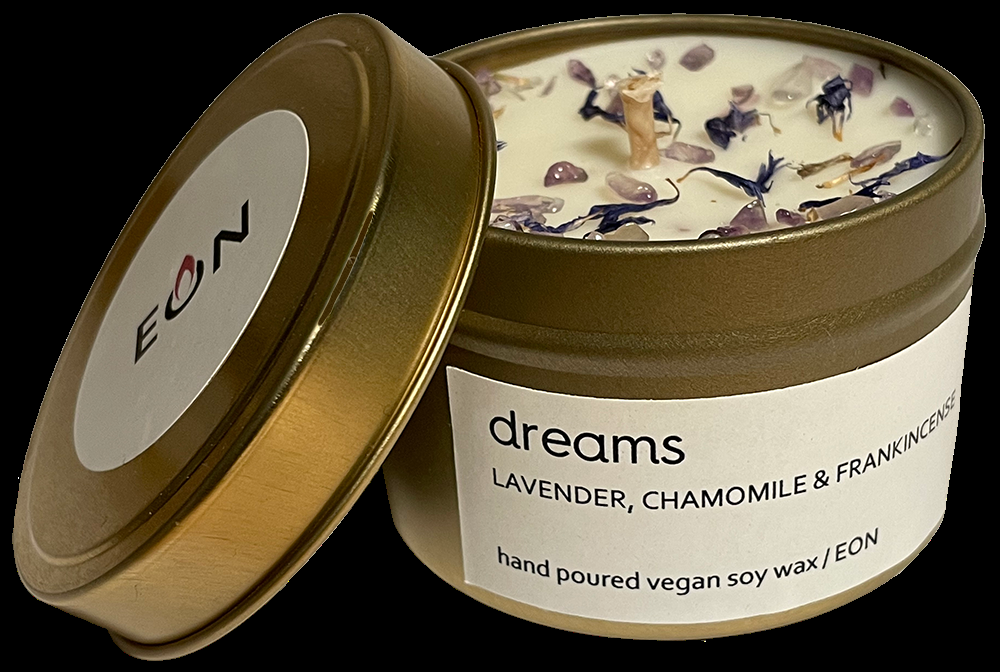 EON
dreams
LAVENDER, CHAMOMILE & FRANKINCENSE
hand poured vegan soy wax / EON